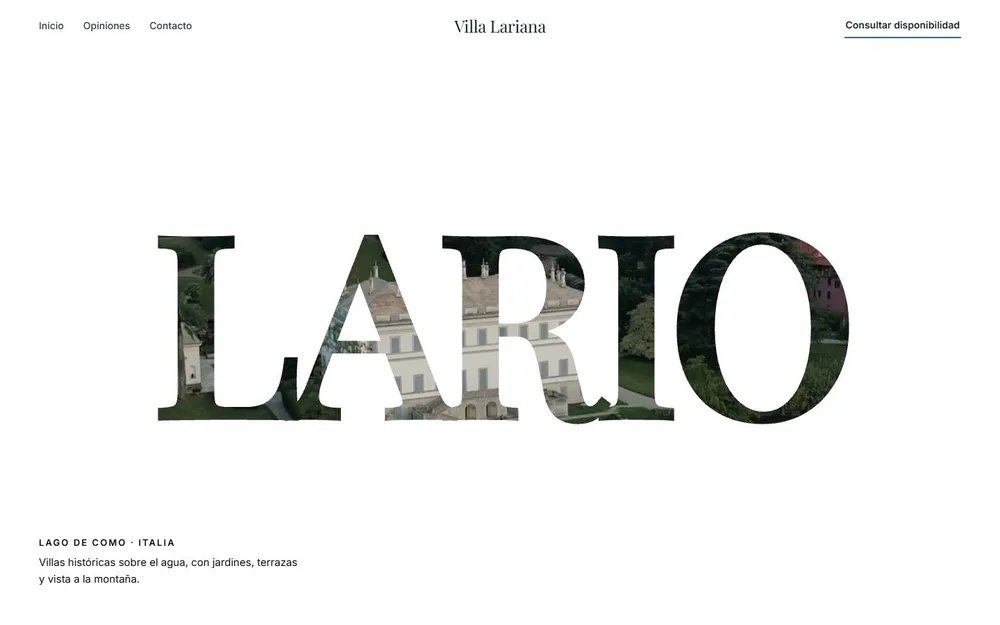 Inicio Opiniones Contacto Villa Lariana Consultar disponibilidad
LARIO
LAGO DE COMO · ITALIA
Villas históricas sobre el agua, con jardines, terrazas
y vista a la montaña.